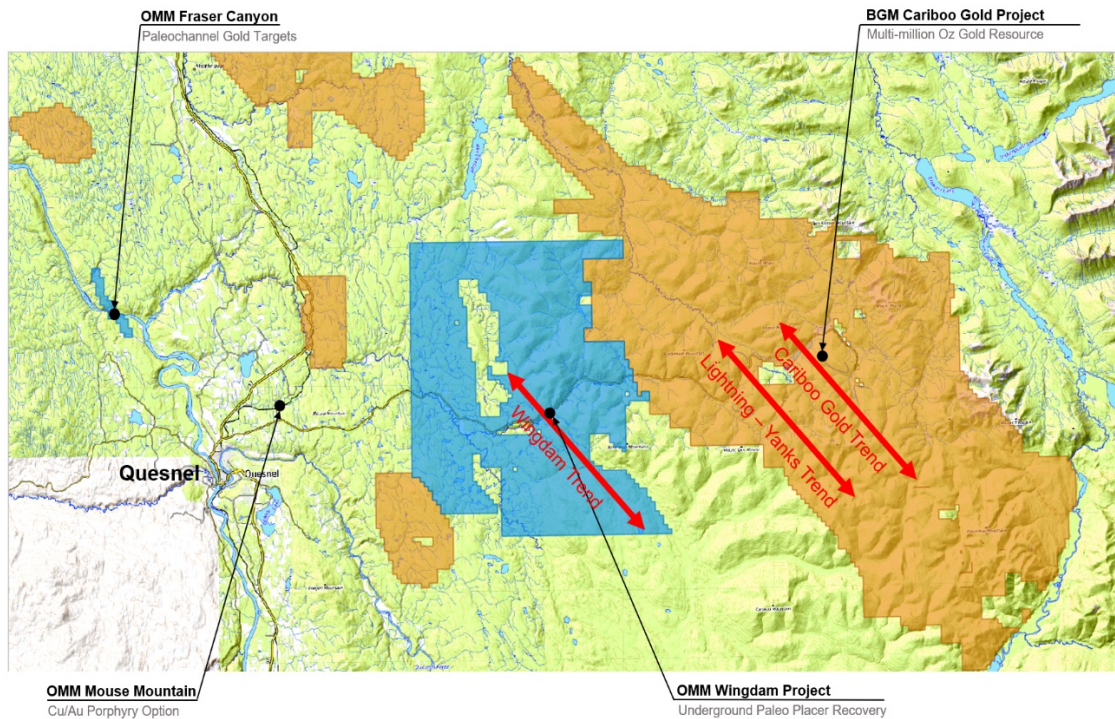 OMM Fraser Canyon
Paleochannel Gold Targets
BGM Cariboo Gold Project
Multi-million Oz Gold Resource
Cariboo Gold Trend
Lightning – Yanks Trend
Wingdam Trend
Quesnel
Quesnel
OMM Mouse Mountain
Cu/Au Porphyry Option
OMM Wingdam Project
Underground Paleo Placer Recovery